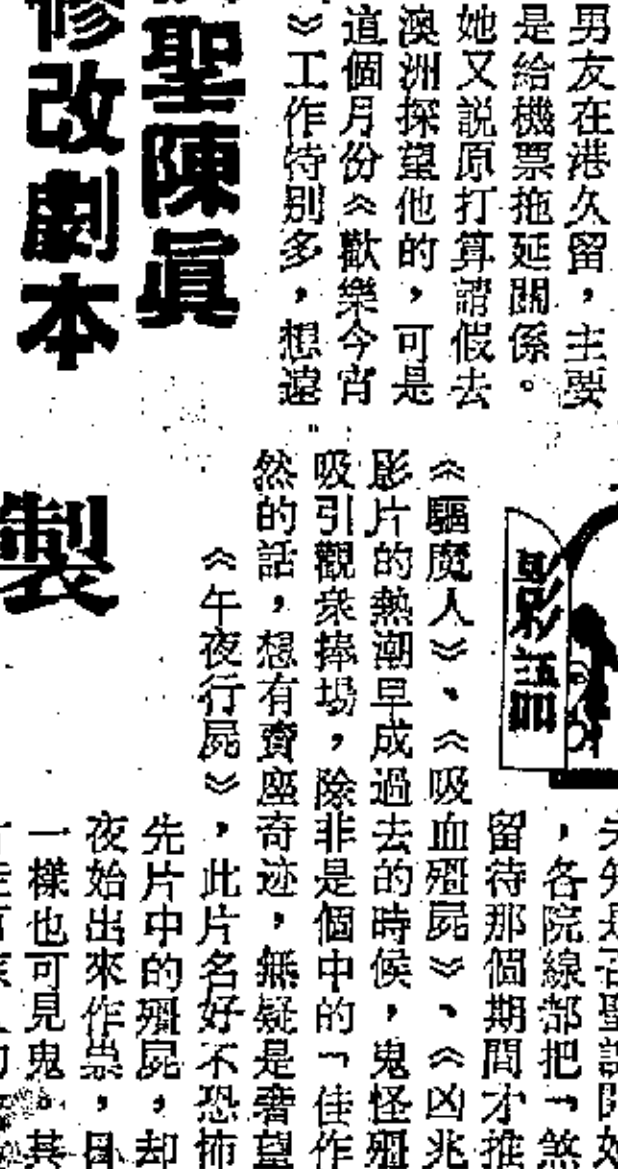 男友在港久留，主要
是給機票拖延關係。
她又説原打算請假去
澳洲探望他的，可是
這個月份《歡樂今宵
》工作特別多，想遠
聖陳眞
修改劇本
影話
，各院線都把「煞
留待那個期間才推
《驅魔人》、《吸血殭屍》、《凶兆
影片的熱潮早成過去的時候，鬼怪殭
吸引觀衆捧場，除非是個中的「佳作
然的話，想有賣座奇迹，無疑是奢望
《午夜行屍》，此片名好不恐怖
先片中的殭屍，却
夜始出來作祟，日
一樣也可見鬼。其
製